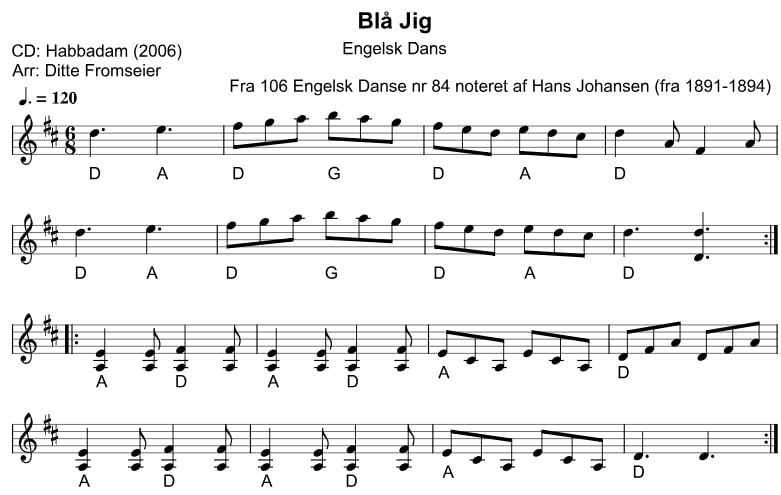 Blå Jig
Engelsk Dans
CD: Habbadam (2006)
Arr: Ditte Fromseier
Fra 106 Engelsk Danse nr 84 noteret af Hans Johansen (fra 1891-1894)
♩. = 120
6
8
D A D G D A D
D A D G D A D
A D A D A D
A D A D A D